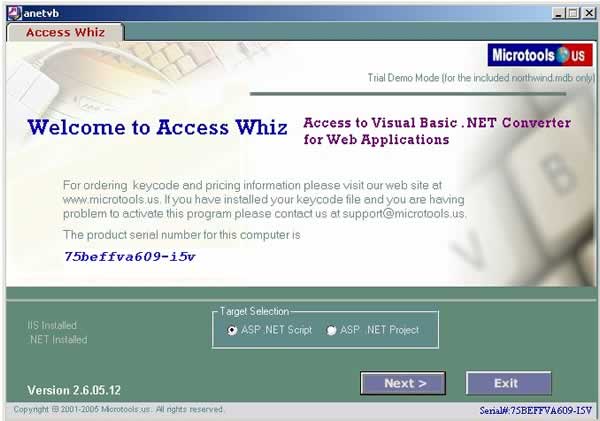 anetvb
Access Whiz
Microtools US
Trial Demo Mode (for the included northwind.mdb only)
Welcome to Access Whiz
Access to Visual Basic .NET Converter
for Web Applications
For ordering keycode and pricing information please visit our web site at
www.microtools.us. If you have installed your keycode file and you are having
problem to activate this program please contact us at support@microtools.us.
The product serial number for this computer is
75beffva609-i5v
Target Selection
ASP .NET Script
ASP .NET Project
IIS Installed
.NET Installed
Next >
Exit
Version 2.6.05.12
Copyright © 2001-2005 Microtools.us. All rights reserved.
Serial#:75BEFFVA609-I5V
B
V